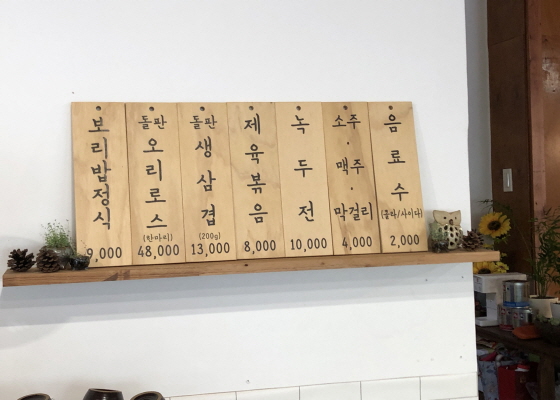 보리밥정식
9,000
돌판
오리로스
(한마리)
48,000
돌판
생삼겹
(200g)
13,000
제육볶음
8,000
녹두전
10,000
소주
·
맥주
·
막걸리
4,000
음료수
(콜라/사이다)
2,000